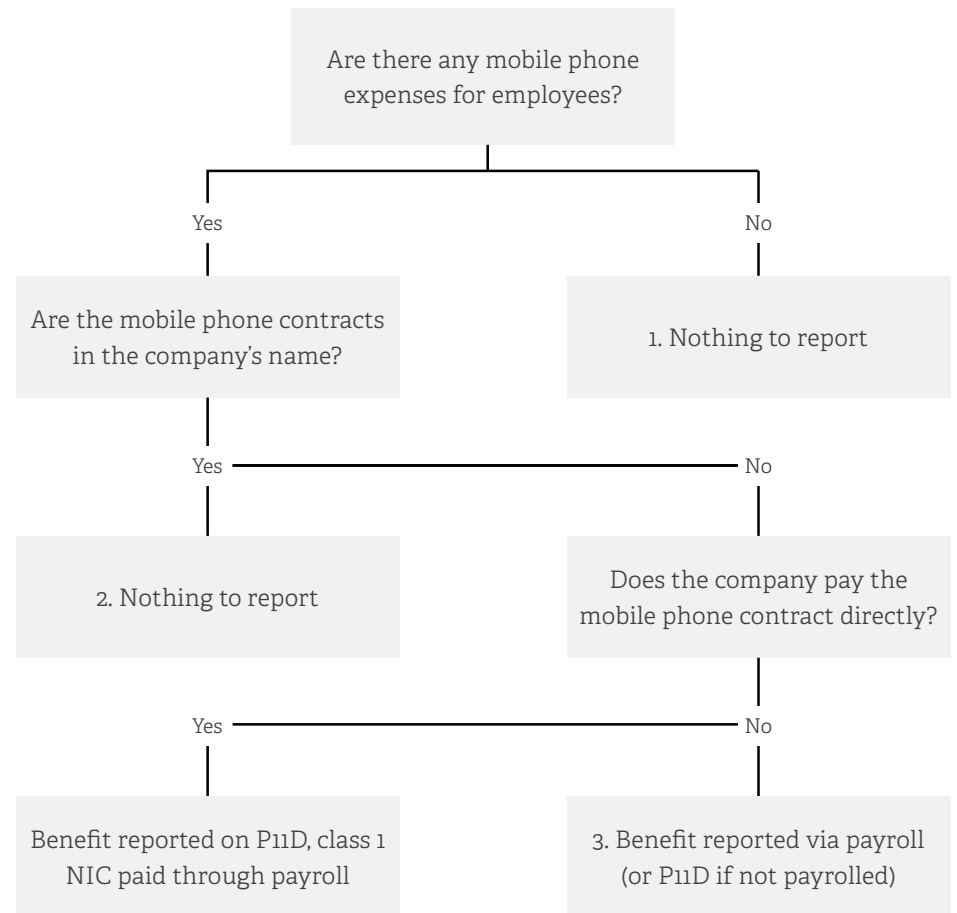 Are there any mobile phone
expenses for employees?
Yes
No
Are the mobile phone contracts
in the company's name?
1. Nothing to report
Yes
No
2. Nothing to report
Does the company pay the
mobile phone contract directly?
Yes
No
Benefit reported on P11D, class 1
NIC paid through payroll
3. Benefit reported via payroll
(or P11D if not payrolled)